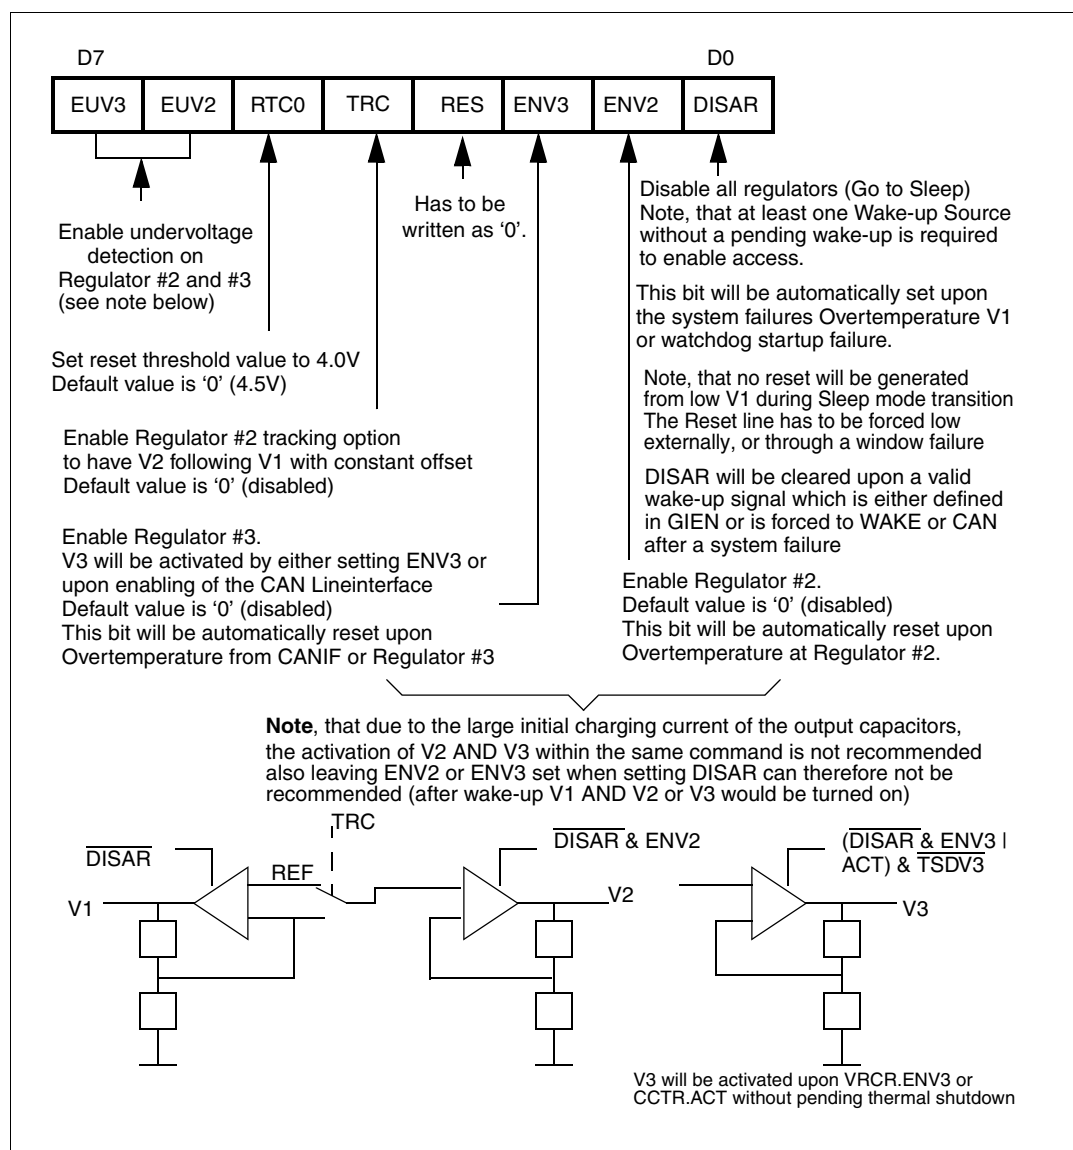 D7 D0
EUV3 EUV2 RTC0 TRC RES ENV3 ENV2 DISAR
Enable undervoltage
detection on
Regulator #2 and #3
(see note below)
Has to be
written as ‘0’.
Disable all regulators (Go to Sleep)
Note, that at least one Wake-up Source
without a pending wake-up is required
to enable access.
This bit will be automatically set upon
the system failures Overtemperature V1
or watchdog startup failure.
Note, that no reset will be generated
from low V1 during Sleep mode transition
The Reset line has to be forced low
externally, or through a window failure
DISAR will be cleared upon a valid
wake-up signal which is either defined
in GIEN or is forced to WAKE or CAN
after a system failure
Set reset threshold value to 4.0V
Default value is ‘0’ (4.5V)
Enable Regulator #2 tracking option
to have V2 following V1 with constant offset
Default value is ‘0’ (disabled)
Enable Regulator #3.
V3 will be activated by either setting ENV3 or
upon enabling of the CAN Lineinterface
Default value is ‘0’ (disabled)
This bit will be automatically reset upon
Overtemperature from CANIF or Regulator #3
Enable Regulator #2.
Default value is ‘0’ (disabled)
This bit will be automatically reset upon
Overtemperature at Regulator #2.
Note, that due to the large initial charging current of the output capacitors,
the activation of V2 AND V3 within the same command is not recommended
also leaving ENV2 or ENV3 set when setting DISAR can therefore not be
recommended (after wake-up V1 AND V2 or V3 would be turned on)
TRC
DISAR
REF
V1
DISAR & ENV2
V2
(DISAR & ENV3 |
ACT) & TSDV3
V3
V3 will be activated upon VRCR.ENV3 or
CCTR.ACT without pending thermal shutdown